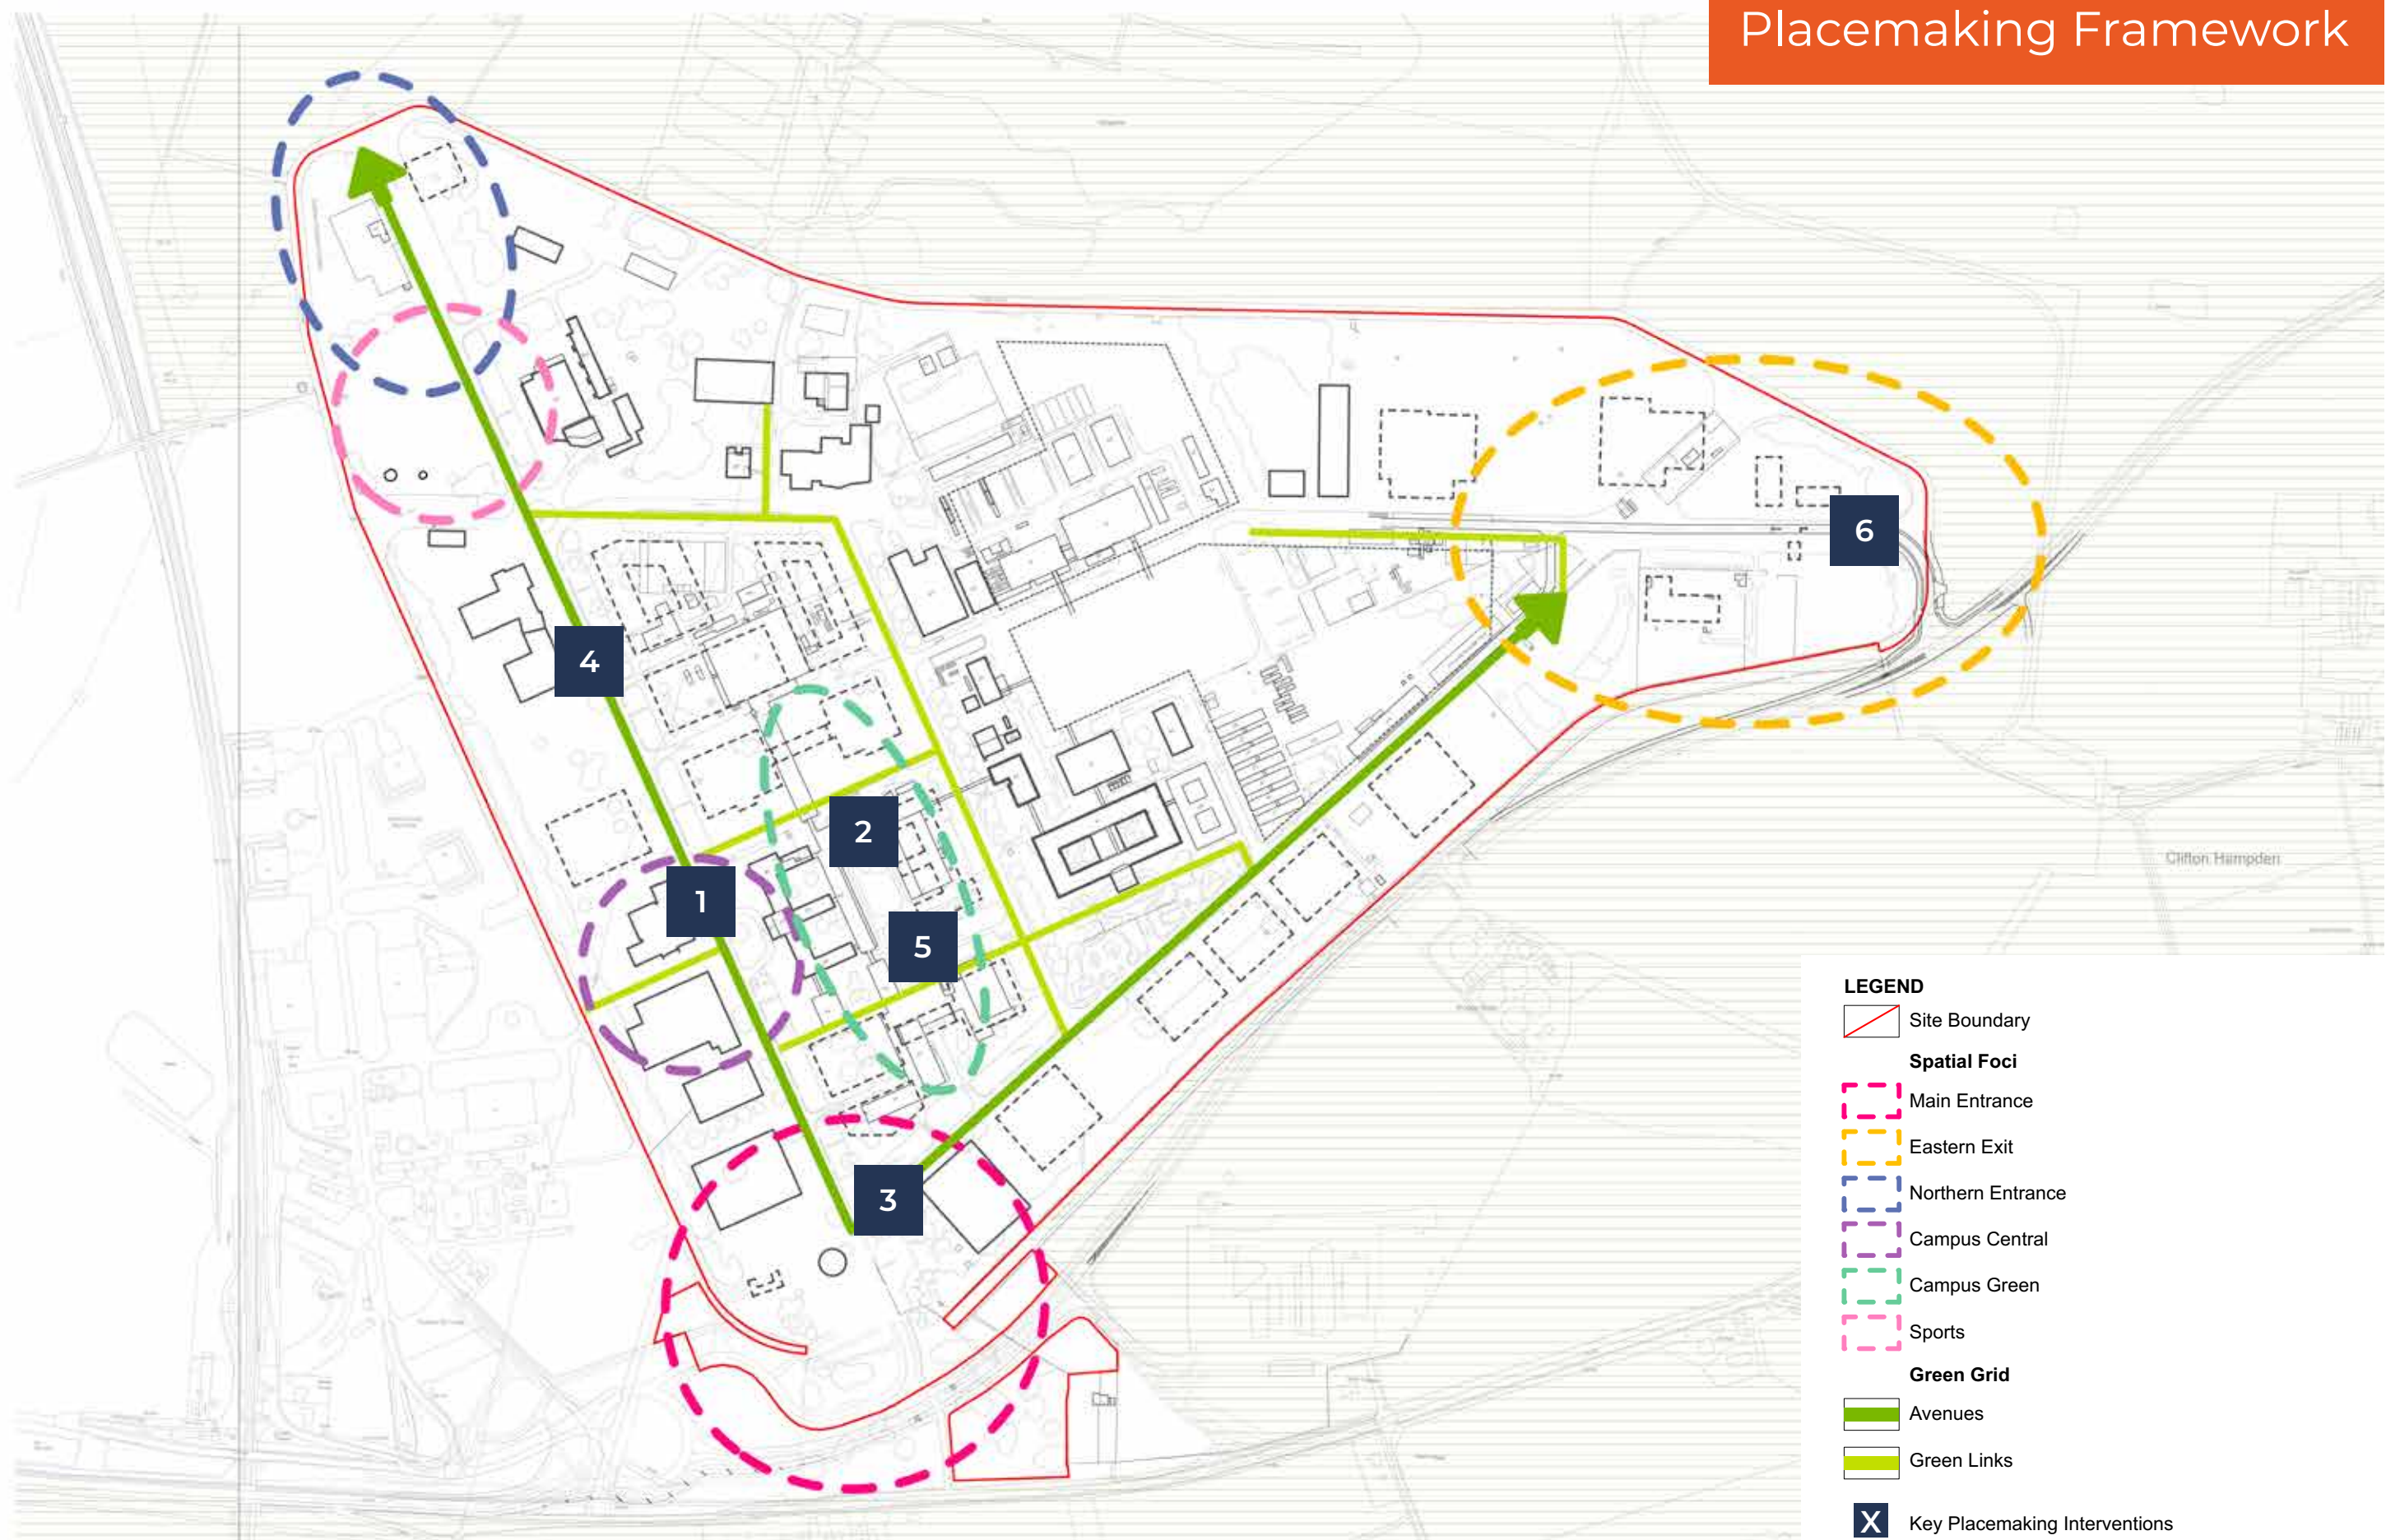 Placemaking Framework
6
4
2
1
5
3
Clifton Hampden
LEGEND
Site Boundary
Spatial Foci
Main Entrance
Eastern Exit
Northern Entrance
Campus Central
Campus Green
Sports
Green Grid
Avenues
Green Links
X Key Placemaking Interventions